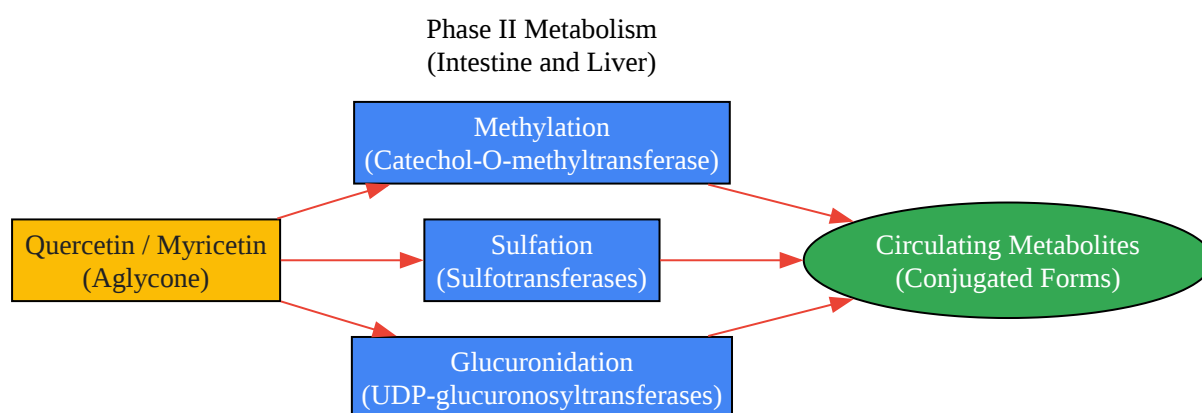 Phase II Metabolism
(Intestine and Liver)
Methylation
(Catechol-O-methyltransferase)
Quercetin / Myricetin
(Aglycone)
Sulfation
(Sulfotransferases)
Circulating Metabolites
(Conjugated Forms)
Glucuronidation
(UDP-glucuronosyltransferases)